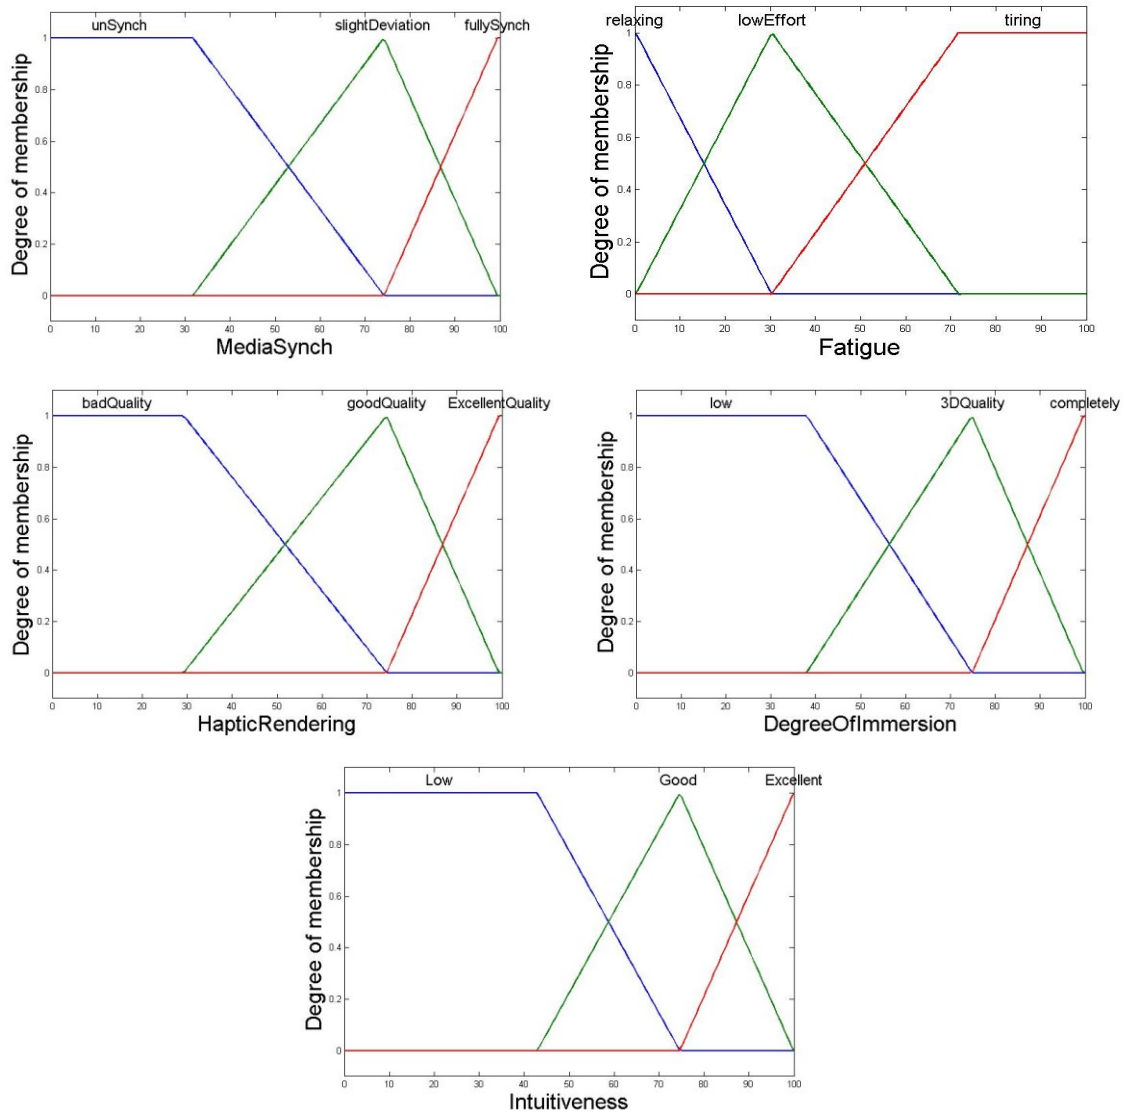 unSynch slightDeviation fullySynch
Degree of membership
1
0.8
0.6
0.4
0.2
0
0 10 20 30 40 50 60 70 80 90 100
MediaSynch
relaxing lowEffort tiring
Degree of membership
1
0.8
0.6
0.4
0.2
0
0 10 20 30 40 50 60 70 80 90 100
Fatigue
badQuality goodQuality ExcellentQuality
Degree of membership
1
0.8
0.6
0.4
0.2
0
0 10 20 30 40 50 60 70 80 90 100
HapticRendering
low 3DQuality completely
Degree of membership
1
0.8
0.6
0.4
0.2
0
0 10 20 30 40 50 60 70 80 90 100
DegreeOfImmersion
Low Good Excellent
Degree of membership
1
0.8
0.6
0.4
0.2
0
0 10 20 30 40 50 60 70 80 90 100
Intuitiveness